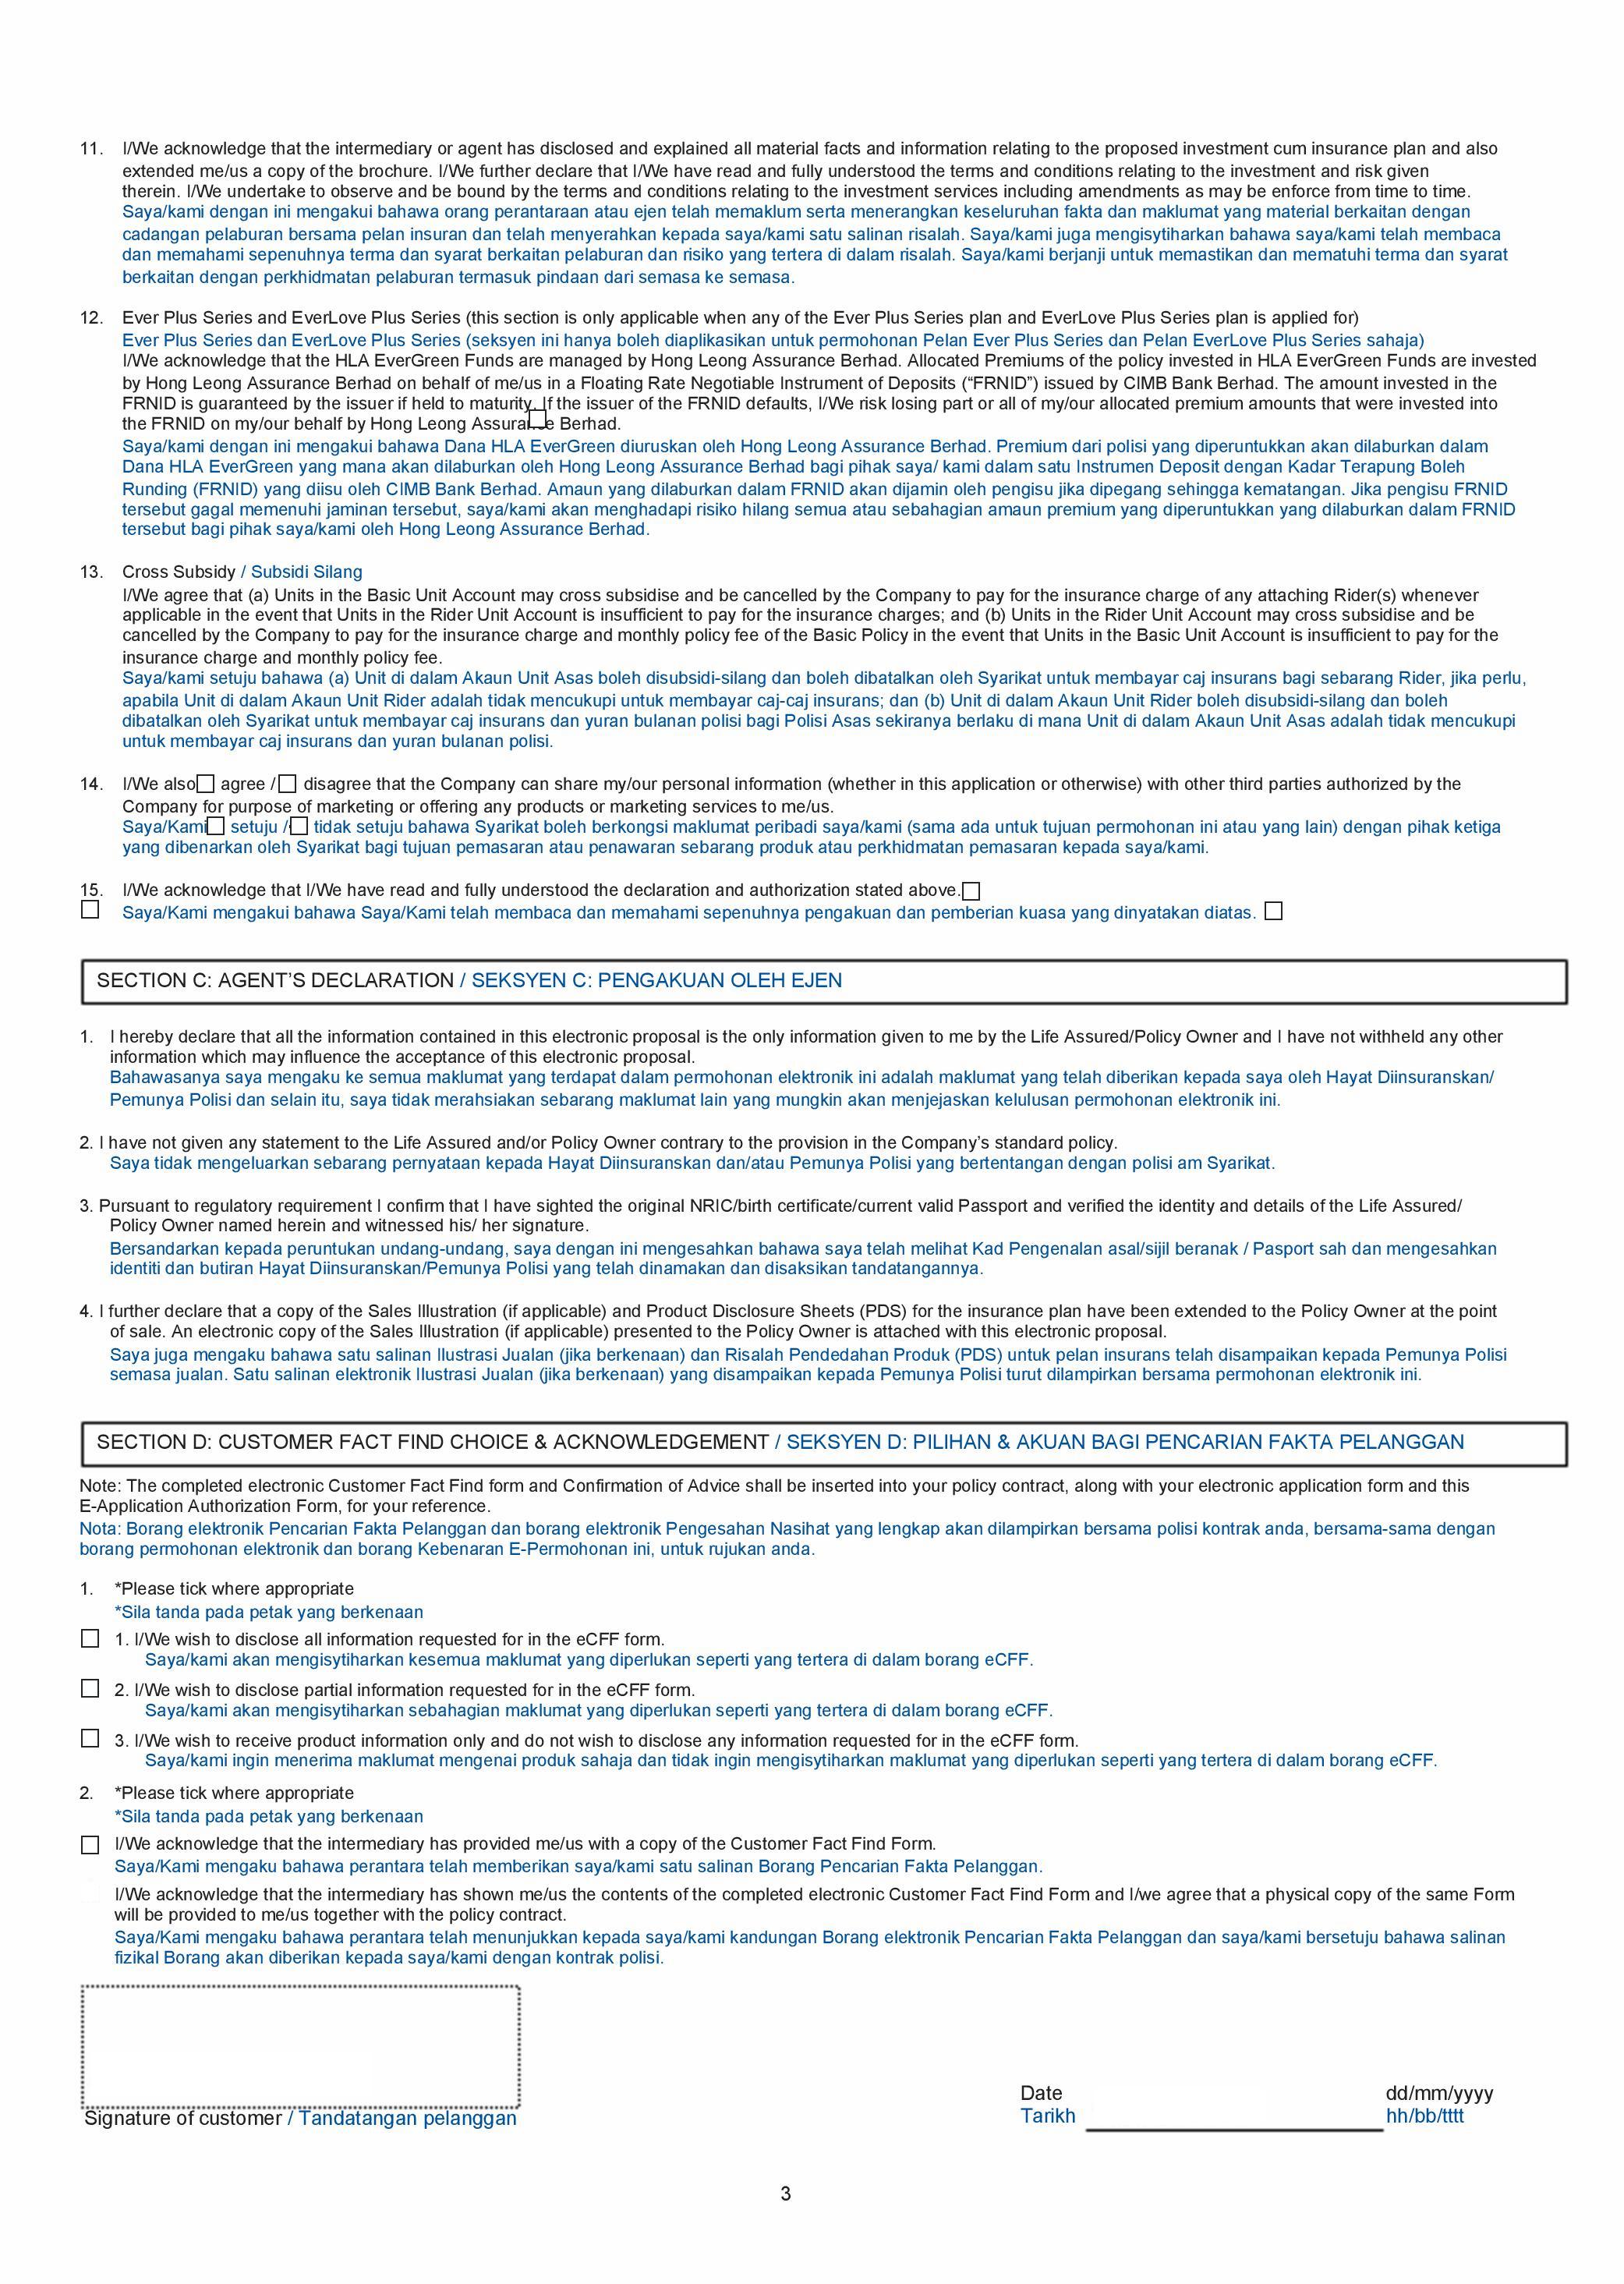 11. I/We acknowledge that the intermediary or agent has disclosed and explained all material facts and information relating to the proposed investment cum insurance plan and also
extended me/us a copy of the brochure. I/We further declare that I/We have read and fully understood the terms and conditions relating to the investment and risk given
therein. I/We undertake to observe and be bound by the terms and conditions relating to the investment services including amendments as may be enforce from time to time.
Saya/kami dengan ini mengakui bahawa orang perantaraan atau ejen telah memaklum serta menerangkan keseluruhan fakta dan maklumat yang material berkaitan dengan
cadangan pelaburan bersama pelan insuran dan telah menyerahkan kepada saya/kami satu salinan risalah. Saya/kami juga mengisytiharkan bahawa saya/kami telah membaca
dan memahami sepenuhnya terma dan syarat berkaitan pelaburan dan risiko yang tertera di dalam risalah. Saya/kami berjanji untuk memastikan dan mematuhi terma dan syarat
berkaitan dengan perkhidmatan pelaburan termasuk pindaan dari semasa ke semasa.
12. Ever Plus Series and EverLove Plus Series (this section is only applicable when any of the Ever Plus Series plan and EverLove Plus Series plan is applied for)
Ever Plus Series dan EverLove Plus Series (seksyen ini hanya boleh diaplikasikan untuk permohonan Pelan Ever Plus Series dan Pelan EverLove Plus Series sahaja)
I/We acknowledge that the HLA EverGreen Funds are managed by Hong Leong Assurance Berhad. Allocated Premiums of the policy invested in HLA EverGreen Funds are invested
by Hong Leong Assurance Berhad on behalf of me/us in a Floating Rate Negotiable Instrument of Deposits (“FRNID”) issued by CIMB Bank Berhad. The amount invested in the
FRNID is guaranteed by the issuer if held to maturity. If the issuer of the FRNID defaults, I/We risk losing part or all of my/our allocated premium amounts that were invested into
the FRNID on my/our behalf by Hong Leong Assurance Berhad.
Saya/kami dengan ini mengakui bahawa Dana HLA EverGreen diuruskan oleh Hong Leong Assurance Berhad. Premium dari polisi yang diperuntukkan akan dilaburkan dalam
Dana HLA EverGreen yang mana akan dilaburkan oleh Hong Leong Assurance Berhad bagi pihak saya/ kami dalam satu Instrumen Deposit dengan Kadar Terapung Boleh
Runding (FRNID) yang diisu oleh CIMB Bank Berhad. Amaun yang dilaburkan dalam FRNID akan dijamin oleh pengisu jika dipegang sehingga kematangan. Jika pengisu FRNID
tersebut gagal memenuhi jaminan tersebut, saya/kami akan menghadapi risiko hilang semua atau sebahagian amaun premium yang diperuntukkan yang dilaburkan dalam FRNID
tersebut bagi pihak saya/kami oleh Hong Leong Assurance Berhad.
13. Cross Subsidy / Subsidi Silang
I/We agree that (a) Units in the Basic Unit Account may cross subsidise and be cancelled by the Company to pay for the insurance charge of any attaching Rider(s) whenever
applicable in the event that Units in the Rider Unit Account is insufficient to pay for the insurance charges; and (b) Units in the Rider Unit Account may cross subsidise and be
cancelled by the Company to pay for the insurance charge and monthly policy fee of the Basic Policy in the event that Units in the Basic Unit Account is insufficient to pay for the
insurance charge and monthly policy fee.
Saya/kami setuju bahawa (a) Unit di dalam Akaun Unit Asas boleh disubsidi-silang dan boleh dibatalkan oleh Syarikat untuk membayar caj insurans bagi sebarang Rider, jika perlu,
apabila Unit di dalam Akaun Unit Rider adalah tidak mencukupi untuk membayar caj-caj insurans; dan (b) Unit di dalam Akaun Unit Rider boleh disubsidi-silang dan boleh
dibatalkan oleh Syarikat untuk membayar caj insurans dan yuran bulanan polisi bagi Polisi Asas sekiranya berlaku di mana Unit di dalam Akaun Unit Asas adalah tidak mencukupi
untuk membayar caj insurans dan yuran bulanan polisi.
14. I/We also agree / disagree that the Company can share my/our personal information (whether in this application or otherwise) with other third parties authorized by the
Company for purpose of marketing or offering any products or marketing services to me/us.
Saya/Kami setuju / tidak setuju bahawa Syarikat boleh berkongsi maklumat peribadi saya/kami (sama ada untuk tujuan permohonan ini atau yang lain) dengan pihak ketiga
yang dibenarkan oleh Syarikat bagi tujuan pemasaran atau penawaran sebarang produk atau perkhidmatan pemasaran kepada saya/kami.
15. I/We acknowledge that I/We have read and fully understood the declaration and authorization stated above.
Saya/Kami mengakui bahawa Saya/Kami telah membaca dan memahami sepenuhnya pengakuan dan pemberian kuasa yang dinyatakan diatas.
SECTION C: AGENT’S DECLARATION / SEKSYEN C: PENGAKUAN OLEH EJEN
1. I hereby declare that all the information contained in this electronic proposal is the only information given to me by the Life Assured/Policy Owner and I have not withheld any other
information which may influence the acceptance of this electronic proposal.
Bahawasanya saya mengaku ke semua maklumat yang terdapat dalam permohonan elektronik ini adalah maklumat yang telah diberikan kepada saya oleh Hayat Diinsuranskan/
Pemunya Polisi dan selain itu, saya tidak merahsiakan sebarang maklumat lain yang mungkin akan menjejaskan kelulusan permohonan elektronik ini.
2. I have not given any statement to the Life Assured and/or Policy Owner contrary to the provision in the Company’s standard policy.
Saya tidak mengeluarkan sebarang pernyataan kepada Hayat Diinsuranskan dan/atau Pemunya Polisi yang bertentangan dengan polisi am Syarikat.
3. Pursuant to regulatory requirement I confirm that I have sighted the original NRIC/birth certificate/current valid Passport and verified the identity and details of the Life Assured/
Policy Owner named herein and witnessed his/ her signature.
Bersandarkan kepada peruntukan undang-undang, saya dengan ini mengesahkan bahawa saya telah melihat Kad Pengenalan asal/sijil beranak / Pasport sah dan mengesahkan
identiti dan butiran Hayat Diinsuranskan/Pemunya Polisi yang telah dinamakan dan disaksikan tandatangannya.
4. I further declare that a copy of the Sales Illustration (if applicable) and Product Disclosure Sheets (PDS) for the insurance plan have been extended to the Policy Owner at the point
of sale. An electronic copy of the Sales Illustration (if applicable) presented to the Policy Owner is attached with this electronic proposal.
Saya juga mengaku bahawa satu salinan Ilustrasi Jualan (jika berkenaan) dan Risalah Pendedahan Produk (PDS) untuk pelan insurans telah disampaikan kepada Pemunya Polisi
semasa jualan. Satu salinan elektronik Ilustrasi Jualan (jika berkenaan) yang disampaikan kepada Pemunya Polisi turut dilampirkan bersama permohonan elektronik ini.
SECTION D: CUSTOMER FACT FIND CHOICE & ACKNOWLEDGEMENT / SEKSYEN D: PILIHAN & AKUAN BAGI PENCARIAN FAKTA PELANGGAN
Note: The completed electronic Customer Fact Find form and Confirmation of Advice shall be inserted into your policy contract, along with your electronic application form and this
E-Application Authorization Form, for your reference.
Nota: Borang elektronik Pencarian Fakta Pelanggan dan borang elektronik Pengesahan Nasihat yang lengkap akan dilampirkan bersama polisi kontrak anda, bersama-sama dengan
borang permohonan elektronik dan borang Kebenaran E-Permohonan ini, untuk rujukan anda.
1. *Please tick where appropriate
*Sila tanda pada petak yang berkenaan
1. I/We wish to disclose all information requested for in the eCFF form.
Saya/kami akan mengisytiharkan kesemua maklumat yang diperlukan seperti yang tertera di dalam borang eCFF.
2. I/We wish to disclose partial information requested for in the eCFF form.
Saya/kami akan mengisytiharkan sebahagian maklumat yang diperlukan seperti yang tertera di dalam borang eCFF.
3. I/We wish to receive product information only and do not wish to disclose any information requested for in the eCFF form.
Saya/kami ingin menerima maklumat mengenai produk sahaja dan tidak ingin mengisytiharkan maklumat yang diperlukan seperti yang tertera di dalam borang eCFF.
2. *Please tick where appropriate
*Sila tanda pada petak yang berkenaan
I/We acknowledge that the intermediary has provided me/us with a copy of the Customer Fact Find Form.
Saya/Kami mengaku bahawa perantara telah memberikan saya/kami satu salinan Borang Pencarian Fakta Pelanggan.
I/We acknowledge that the intermediary has shown me/us the contents of the completed electronic Customer Fact Find Form and I/we agree that a physical copy of the same Form
will be provided to me/us together with the policy contract.
Saya/Kami mengaku bahawa perantara telah menunjukkan kepada saya/kami kandungan Borang elektronik Pencarian Fakta Pelanggan dan saya/kami bersetuju bahawa salinan
fizikal Borang akan diberikan kepada saya/kami dengan kontrak polisi.
Signature of customer / Tandatangan pelanggan
Date dd/mm/yyyy
Tarikh hh/bb/tttt
3